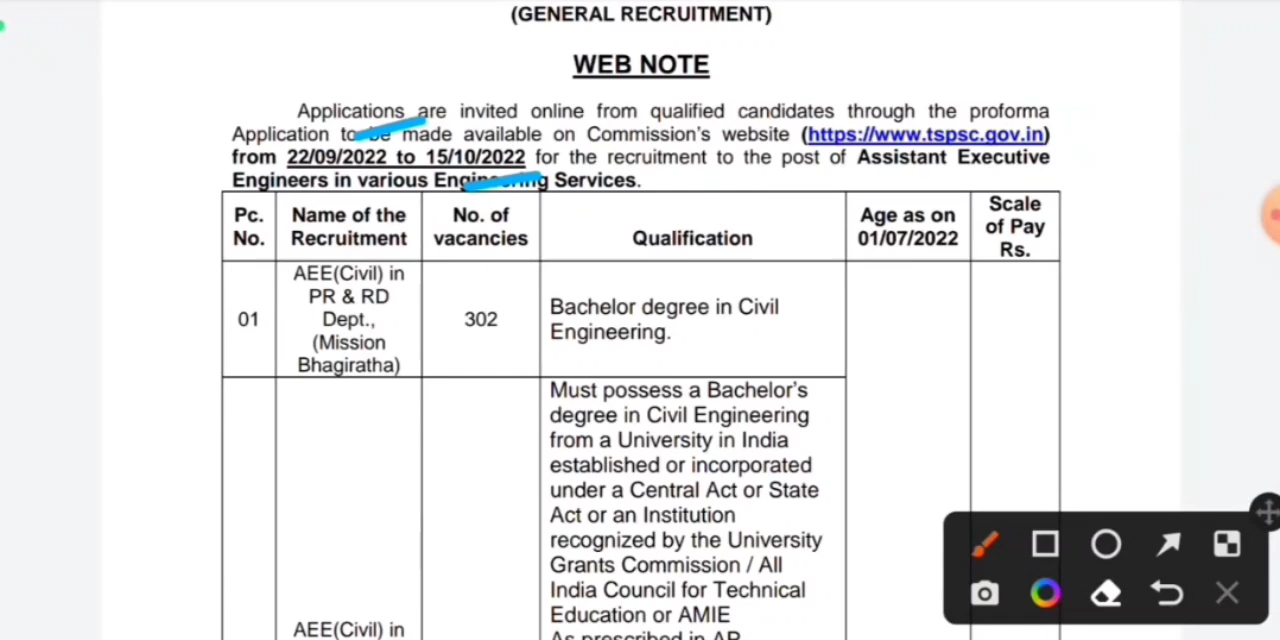 (GENERAL RECRUITMENT)
WEB NOTE
Applications are invited online from qualified candidates through the proforma
Application to be made available on Commission's website (https://www.tspsc.gov.in)
from 22/09/2022 to 15/10/2022 for the recruitment to the post of Assistant Executive
Engineers in various Engineering Services.
Pc. No.
Name of the Recruitment
No. of vacancies
Qualification
Age as on 01/07/2022
Scale of Pay Rs.
01
AEE(Civil) in
PR & RD
Dept.,
(Mission
Bhagiratha)
302
Bachelor degree in Civil
Engineering.
Must possess a Bachelor's
degree in Civil Engineering
from a University in India
established or incorporated
under a Central Act or State
Act or an Institution
recognized by the University
Grants Commission / All
India Council for Technical
Education or AMIE
As prescribed in AP
AEE(Civil) in